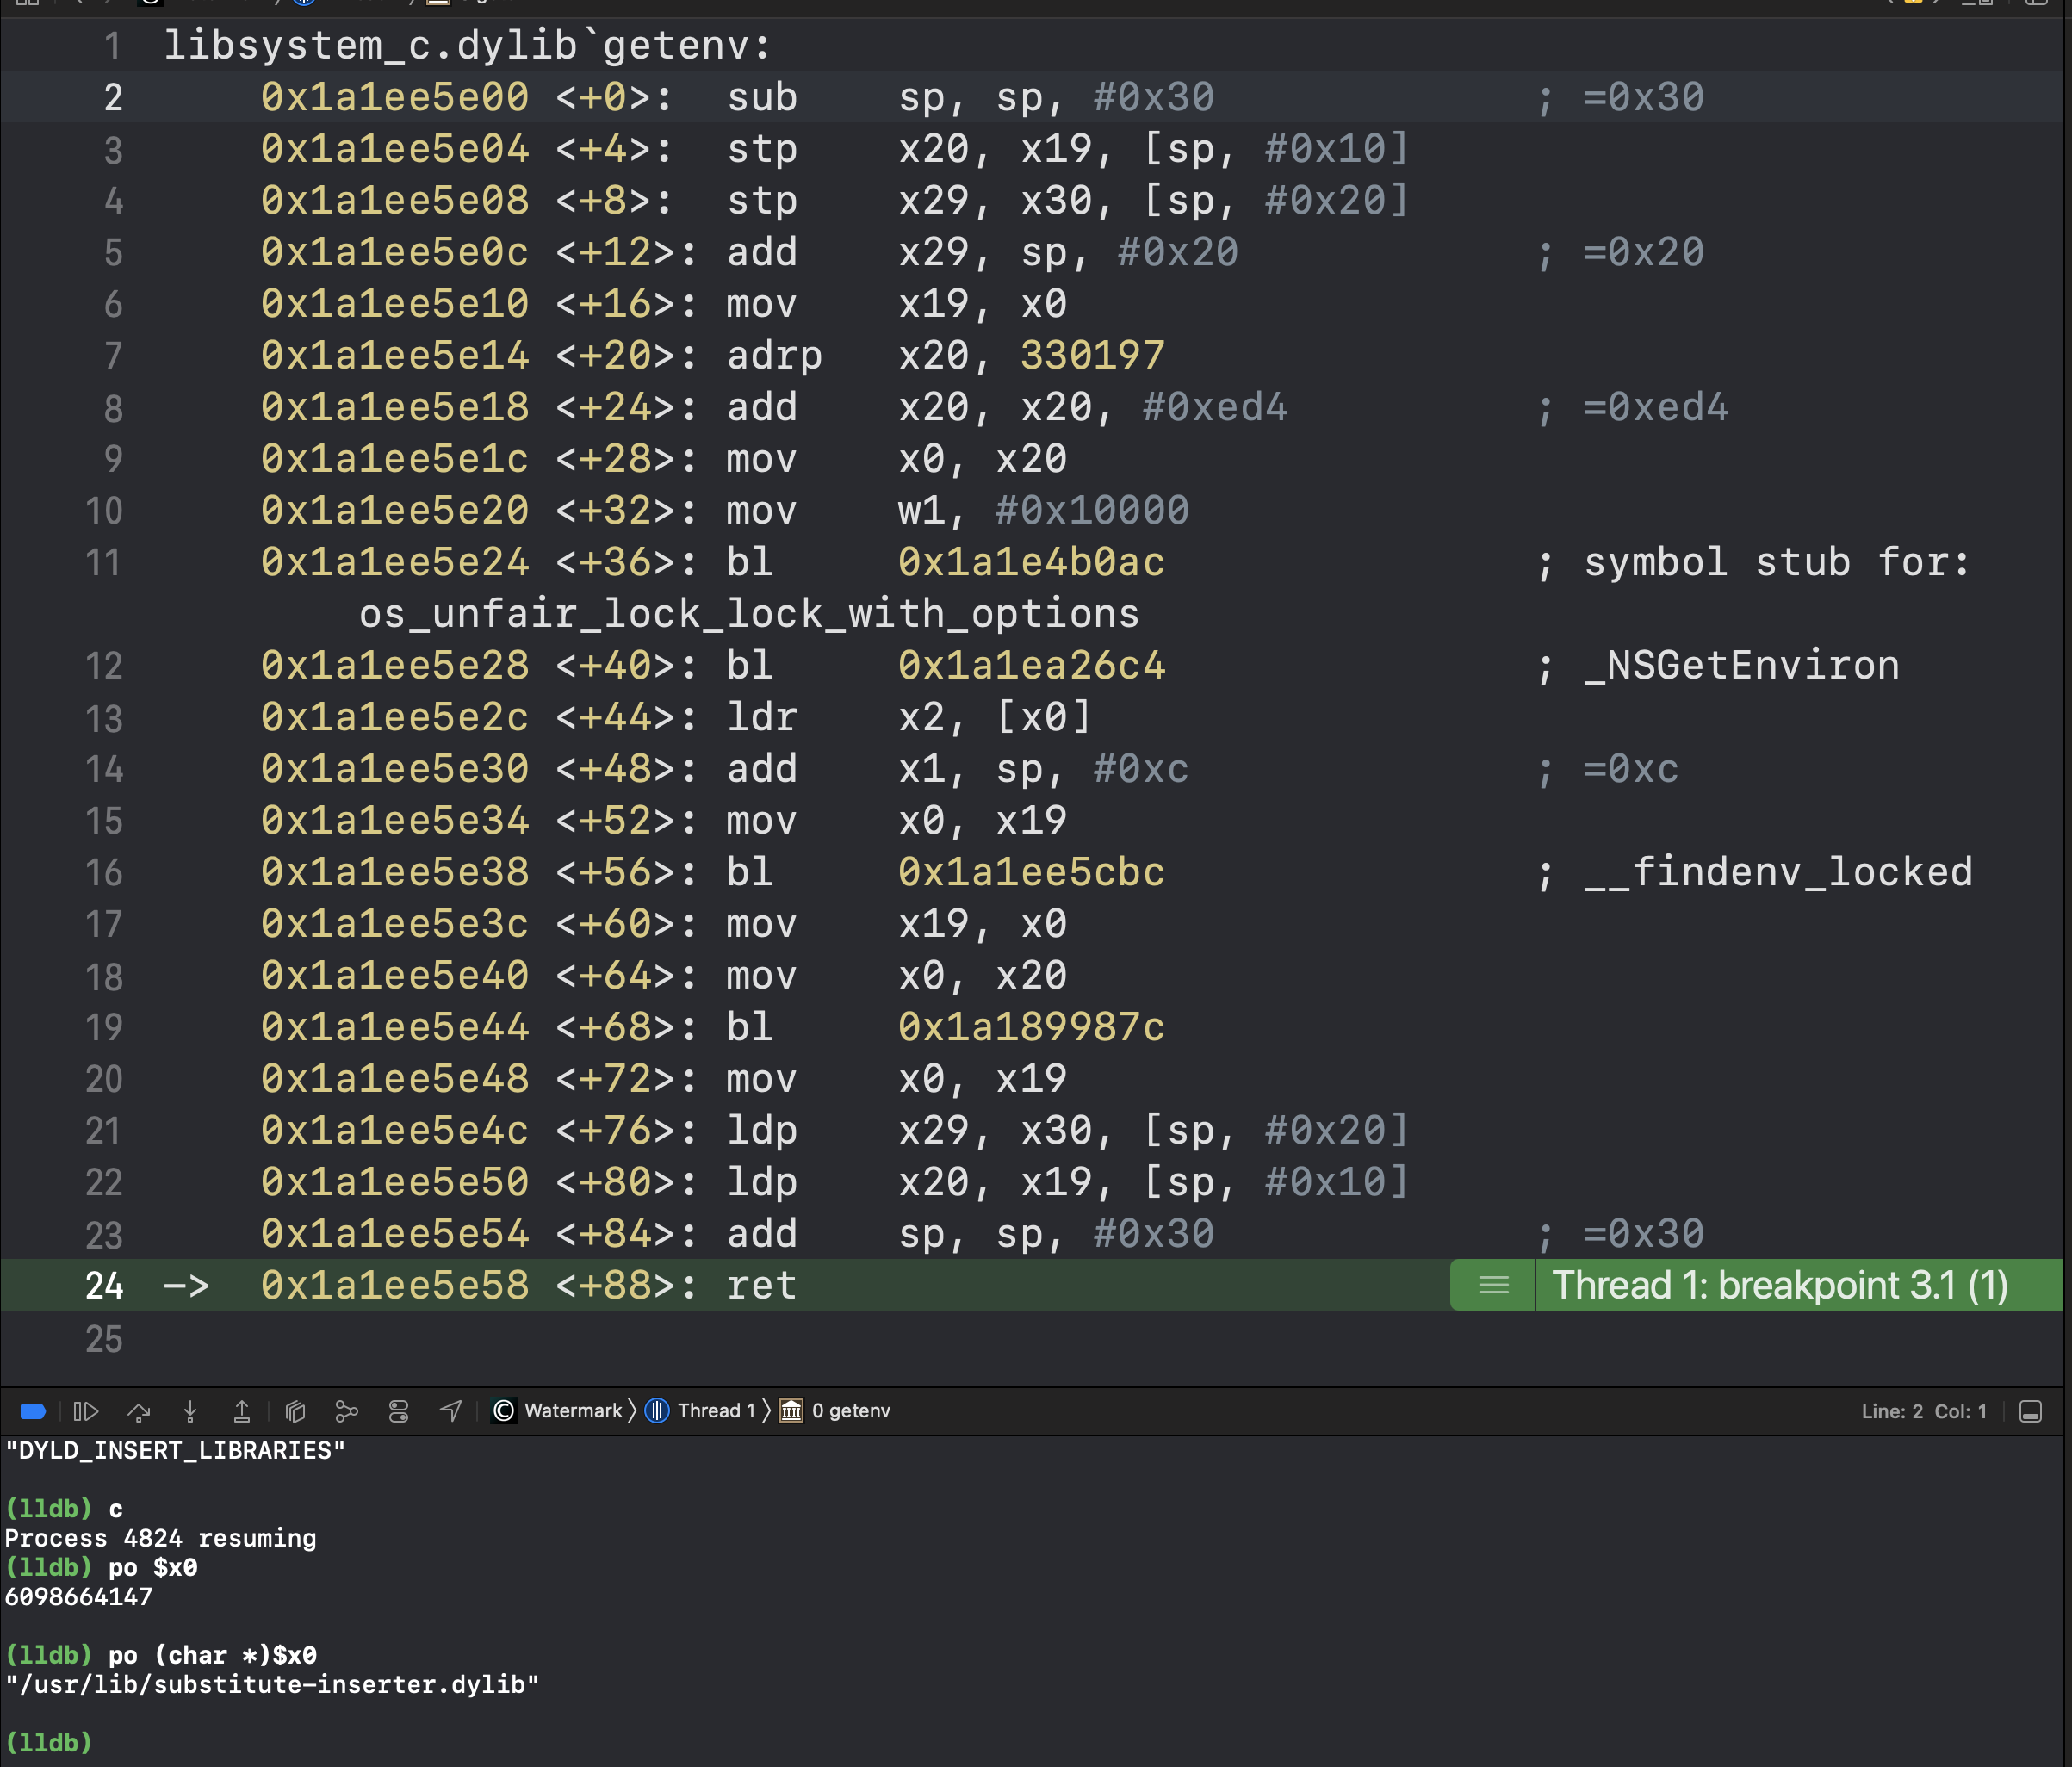 1 libsystem_c.dylib`getenv:
2 0x1a1ee5e00 <+0>: sub sp, sp, #0x30 ; =0x30
3 0x1a1ee5e04 <+4>: stp x20, x19, [sp, #0x10]
4 0x1a1ee5e08 <+8>: stp x29, x30, [sp, #0x20]
5 0x1a1ee5e0c <+12>: add x29, sp, #0x20 ; =0x20
6 0x1a1ee5e10 <+16>: mov x19, x0
7 0x1a1ee5e14 <+20>: adrp x20, 330197
8 0x1a1ee5e18 <+24>: add x20, x20, #0xed4 ; =0xed4
9 0x1a1ee5e1c <+28>: mov x0, x20
10 0x1a1ee5e20 <+32>: mov w1, #0x10000
11 0x1a1ee5e24 <+36>: bl 0x1a1e4b0ac ; symbol stub for:
os_unfair_lock_lock_with_options
12 0x1a1ee5e28 <+40>: bl 0x1a1ea26c4 ; _NSGetEnviron
13 0x1a1ee5e2c <+44>: ldr x2, [x0]
14 0x1a1ee5e30 <+48>: add x1, sp, #0xc ; =0xc
15 0x1a1ee5e34 <+52>: mov x0, x19
16 0x1a1ee5e38 <+56>: bl 0x1a1ee5cbc ; __findenv_locked
17 0x1a1ee5e3c <+60>: mov x19, x0
18 0x1a1ee5e40 <+64>: mov x0, x20
19 0x1a1ee5e44 <+68>: bl 0x1a189987c
20 0x1a1ee5e48 <+72>: mov x0, x19
21 0x1a1ee5e4c <+76>: ldp x29, x30, [sp, #0x20]
22 0x1a1ee5e50 <+80>: ldp x20, x19, [sp, #0x10]
23 0x1a1ee5e54 <+84>: add sp, sp, #0x30 ; =0x30
24 -> 0x1a1ee5e58 <+88>: ret Thread 1: breakpoint 3.1 (1)
25
Watermark Thread 1 0 getenv Line: 2 Col: 1
"DYLD_INSERT_LIBRARIES"
(lldb) c
Process 4824 resuming
(lldb) po $x0
6098664147
(lldb) po (char *)$x0
"/usr/lib/substitute-inserter.dylib"
(lldb)